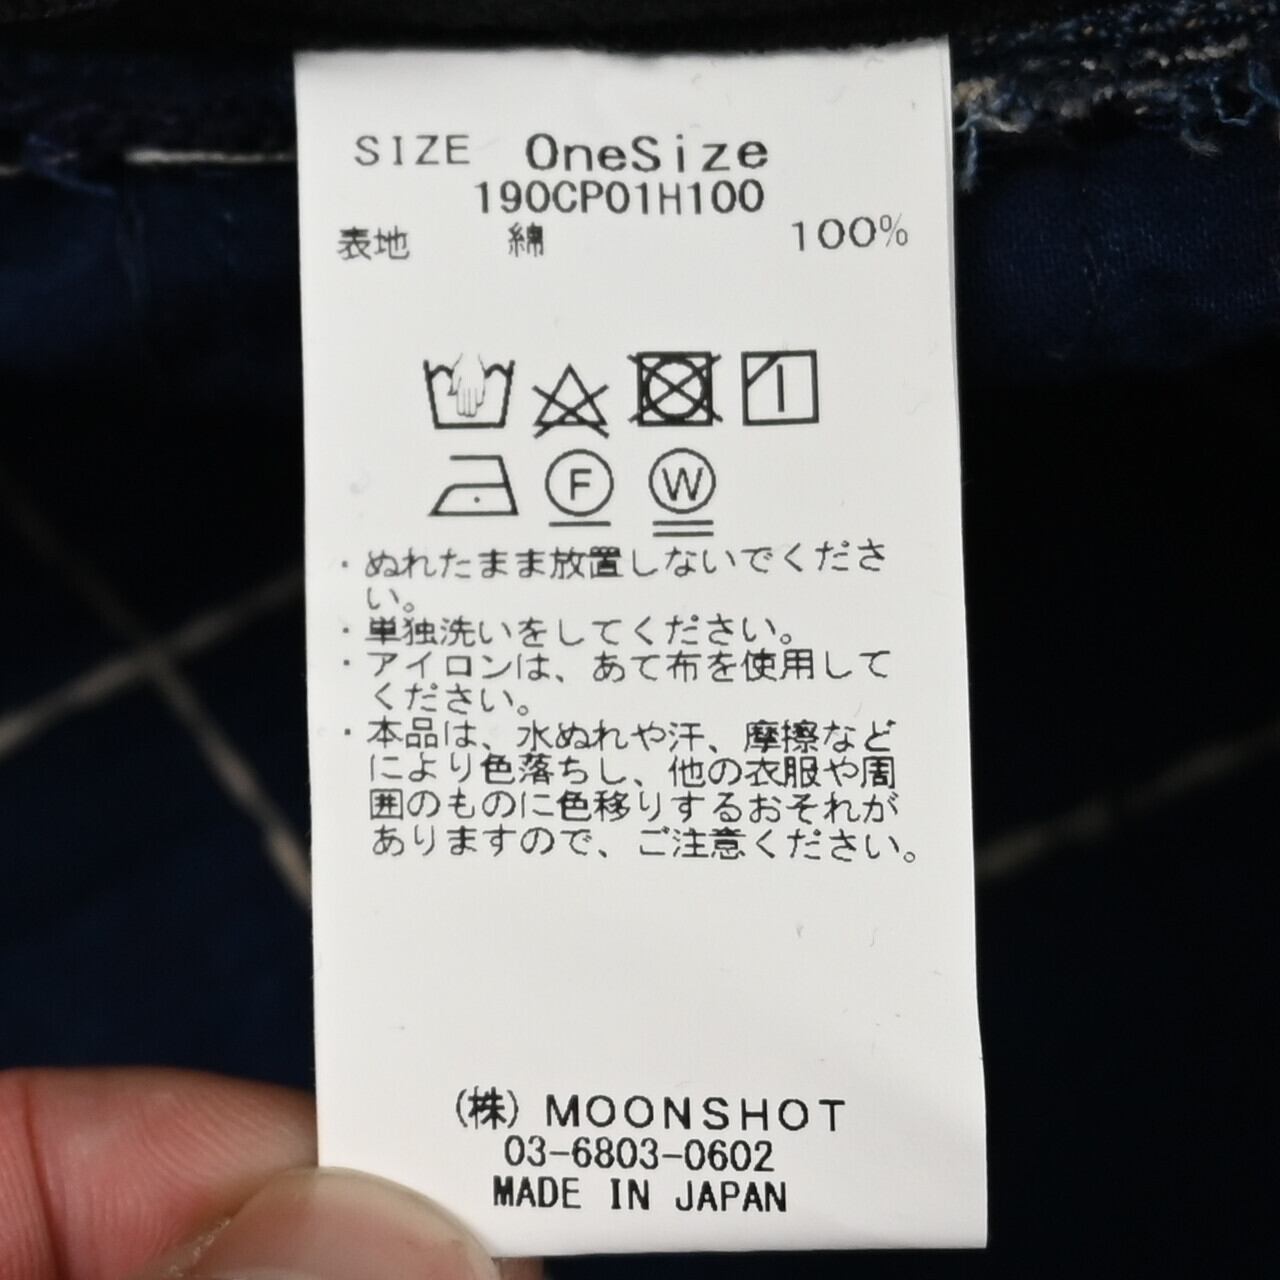 SIZE OneSize
190CP01H100
表地 綿 100%
F W
・ぬれたまま放置しないでくださ
い。
・単独洗いをしてください。
・アイロンは、あて布を使用して
ください。
・本品は、水ぬれや汗、摩擦など
により色落ちし、他の衣服や周
囲のものに色移りするおそれが
ありますので、ご注意ください。
(株) MOONSHOT
03-6803-0602
MADE IN JAPAN